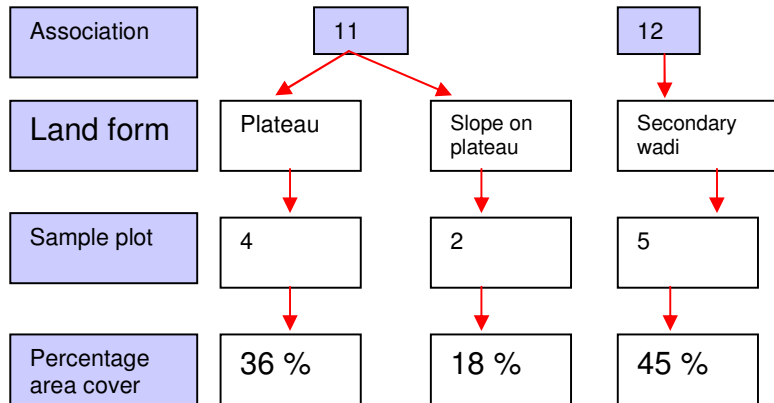 Association
11
12
Land form
Plateau
Slope on
plateau
Secondary
wadi
Sample plot
4
2
5
Percentage
area cover
36 %
18 %
45 %